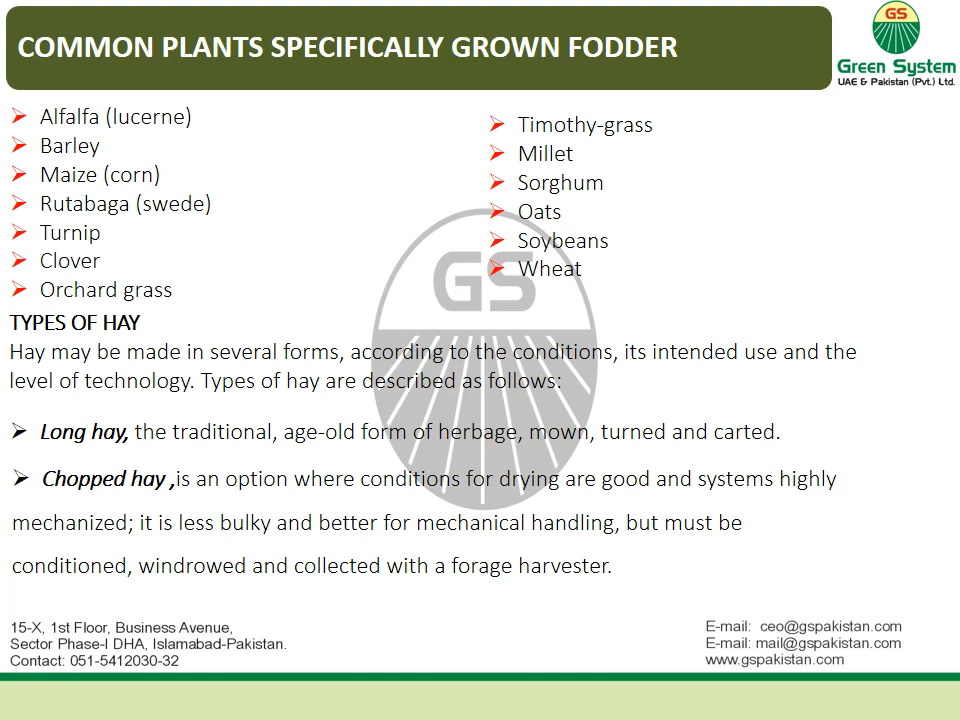 COMMON PLANTS SPECIFICALLY GROWN FODDER
GS
Green System
UAE & Pakistan (Pvt.) Ltd.
Alfalfa (lucerne)
Barley
Maize (corn)
Rutabaga (swede)
Turnip
Clover
Orchard grass
Timothy-grass
Millet
Sorghum
Oats
Soybeans
Wheat
GS
TYPES OF HAY
Hay may be made in several forms, according to the conditions, its intended use and the
level of technology. Types of hay are described as follows:
Long hay, the traditional, age-old form of herbage, mown, turned and carted.
Chopped hay ,is an option where conditions for drying are good and systems highly
mechanized; it is less bulky and better for mechanical handling, but must be
conditioned, windrowed and collected with a forage harvester.
15-X, 1st Floor, Business Avenue,
Sector Phase-I DHA, Islamabad-Pakistan.
Contact: 051-5412030-32
E-mail: ceo@gspakistan.com
E-mail: mail@gspakistan.com
www.gspakistan.com